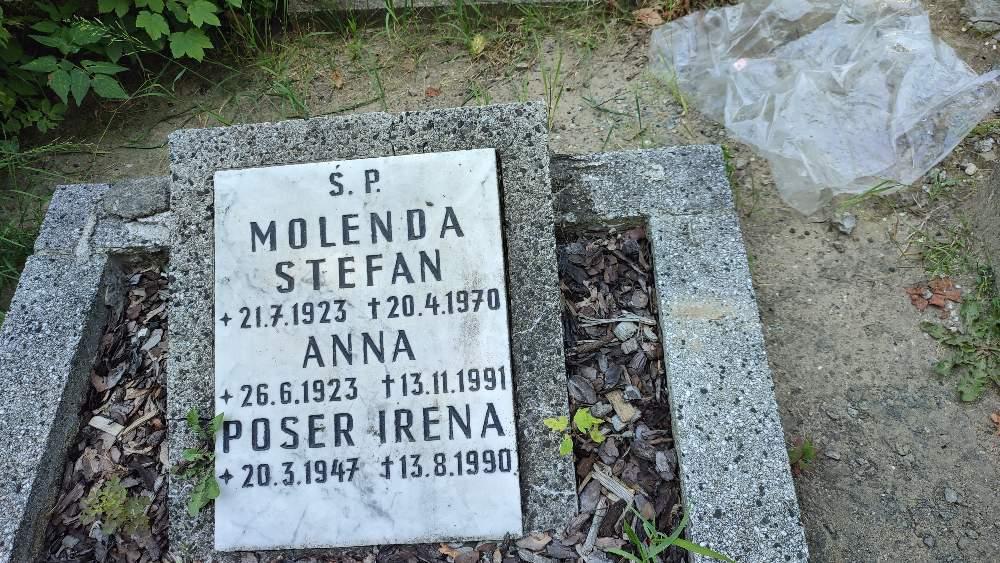 Ś. P.
MOLENDA
STEFAN
+ 21.7.1923 † 20.4.1970
ANNA
+ 26.6.1923 † 13.11.1991
POSER IRENA
+ 20.3.1947 † 13.8.1990